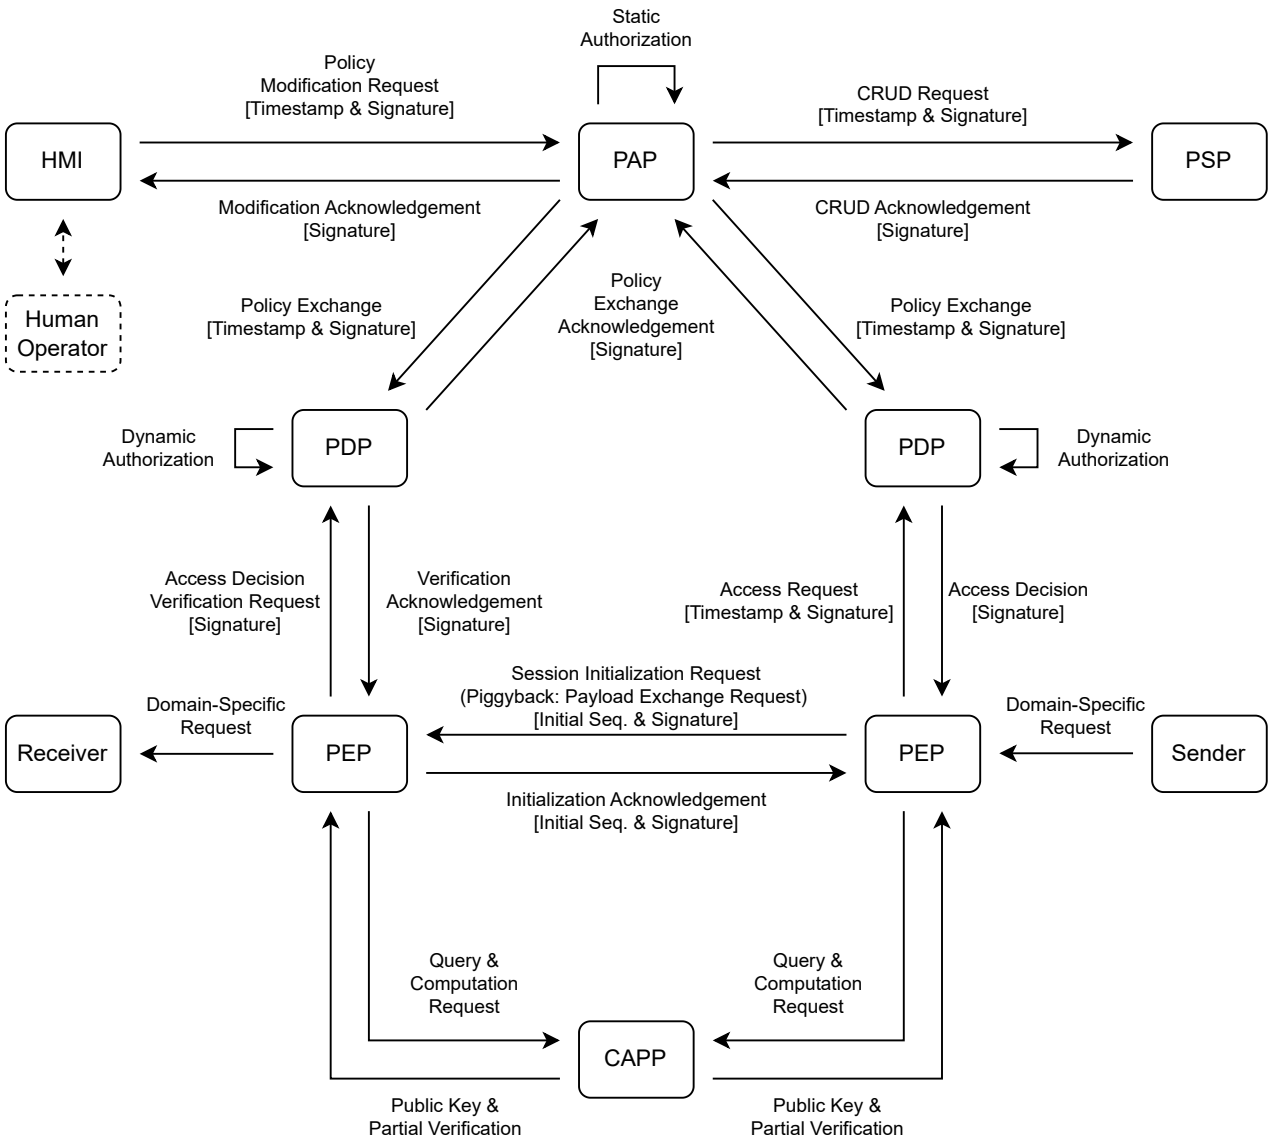 Static
Authorization
Policy
Modification Request
[Timestamp & Signature]
CRUD Request
[Timestamp & Signature]
HMI
PAP
PSP
Modification Acknowledgement
[Signature]
CRUD Acknowledgement
[Signature]
Human
Operator
Policy Exchange
[Timestamp & Signature]
Policy
Exchange
Acknowledgement
[Signature]
Policy Exchange
[Timestamp & Signature]
Dynamic
Authorization
PDP
PDP
Dynamic
Authorization
Access Decision
Verification Request
[Signature]
Verification
Acknowledgement
[Signature]
Access Request
[Timestamp & Signature]
Access Decision
[Signature]
Session Initialization Request
(Piggyback: Payload Exchange Request)
[Initial Seq. & Signature]
Domain-Specific
Request
Domain-Specific
Request
Receiver
PEP
PEP
Sender
Initialization Acknowledgement
[Initial Seq. & Signature]
Query &
Computation
Request
Query &
Computation
Request
CAPP
Public Key &
Partial Verification
Public Key &
Partial Verification